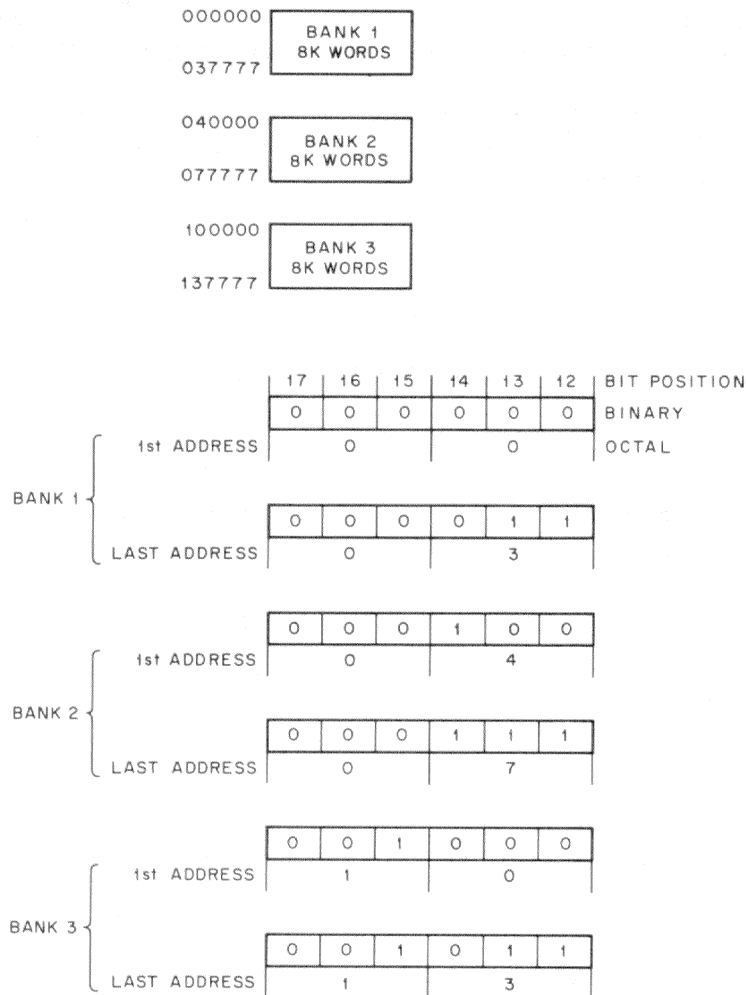 000000
BANK 1
8K WORDS
037777
040000
BANK 2
8K WORDS
077777
100000
BANK 3
8K WORDS
137777
17 16 15 14 13 12 BIT POSITION
0 0 0 0 0 0 BINARY
1st ADDRESS 0 0 OCTAL
BANK 1
0 0 0 0 1 1
LAST ADDRESS 0 3
0 0 0 1 0 0
1st ADDRESS 0 4
BANK 2
0 0 0 1 1 1
LAST ADDRESS 0 7
0 0 1 0 0 0
1st ADDRESS 1 0
BANK 3
0 0 1 0 1 1
LAST ADDRESS 1 3